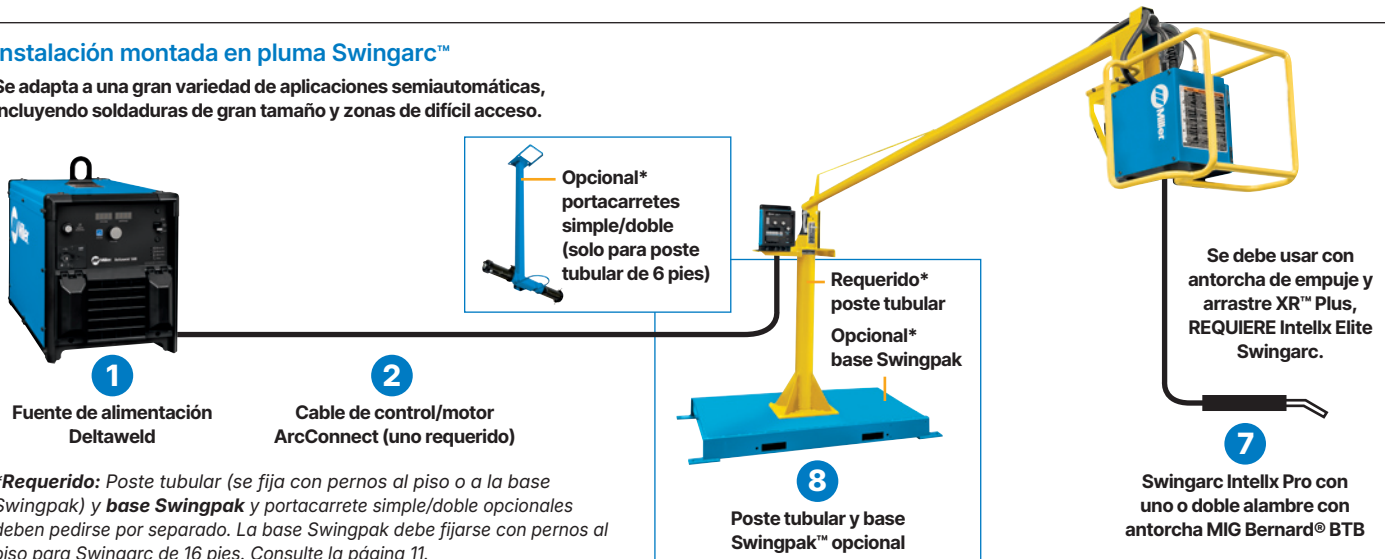 nstalación montada en pluma Swingarc™
Se adapta a una gran variedad de aplicaciones semiautomáticas,
ncluyendo soldaduras de gran tamaño y zonas de difícil acceso.
Opcional*
portacarretes
simple/doble
(solo para poste
tubular de 6 pies)
Miller
Requerido*
poste tubular
Opcional*
base Swingpak
Se debe usar con
antorcha de empuje y
arrastre XR™ Plus,
REQUIERE Intellx Elite
Swingarc.
Miller
1
Fuente de alimentación
Deltaweld
2
Cable de control/motor
ArcConnect (uno requerido)
*Requerido: Poste tubular (se fija con pernos al piso o a la base
Swingpak) y base Swingpak y portacarrete simple/doble opcionales
deben pedirse por separado. La base Swingpak debe fijarse con pernos al
piso para Swingarc de 16 pies. Consulte la página 11.
8
Poste tubular y base
Swingpak™ opcional
7
Swingarc Intellx Pro con
uno o doble alambre con
antorcha MIG Bernard® BTB